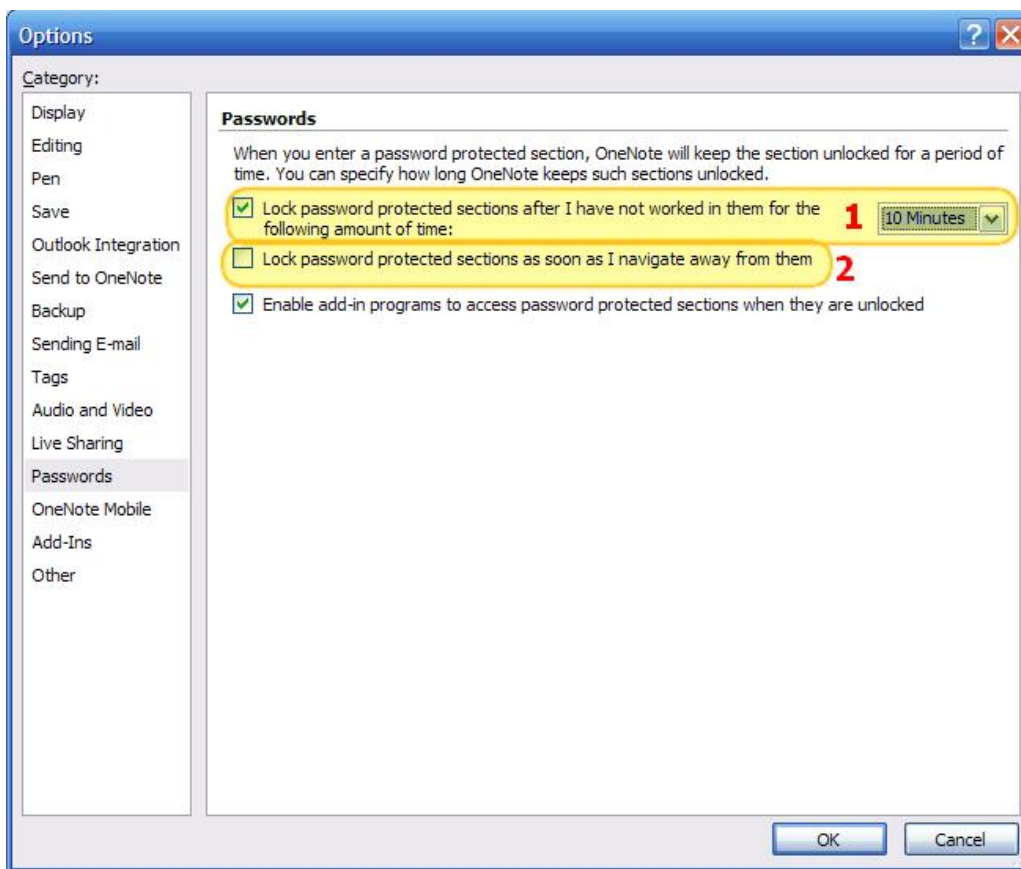 Options
Category:
Display
Editing
Pen
Save
Outlook Integration
Send to OneNote
Backup
Sending E-mail
Tags
Audio and Video
Live Sharing
Passwords
OneNote Mobile
Add-Ins
Other
Passwords
When you enter a password protected section, OneNote will keep the section unlocked for a period of
time. You can specify how long OneNote keeps such sections unlocked.
Lock password protected sections after I have not worked in them for the
following amount of time:
1
10 Minutes
Lock password protected sections as soon as I navigate away from them
2
Enable add-in programs to access password protected sections when they are unlocked
OK
Cancel